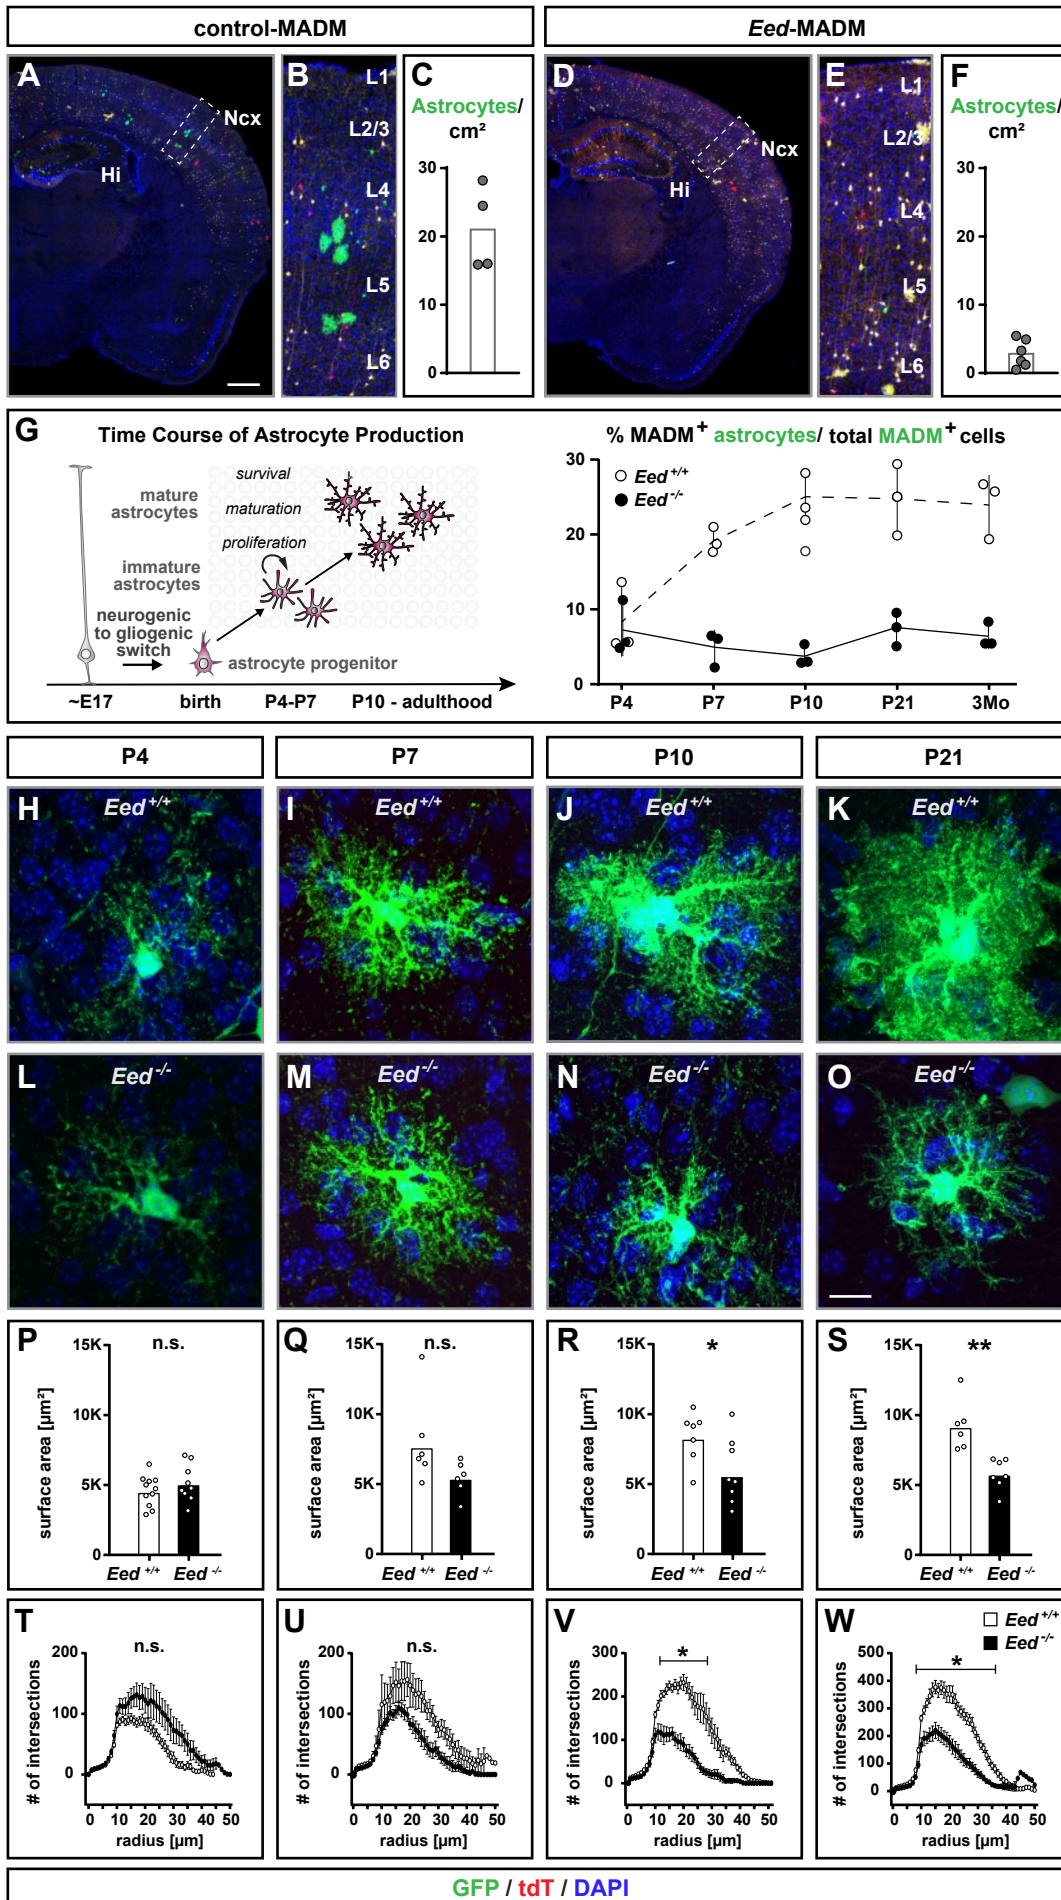 control-MADM
Eed-MADM
A
Ncx
Hi
B
L1
L2/3
L4
L5
L6
C
Astrocytes/
cm²
30
20
10
0
D
Ncx
Hi
E
L1
L2/3
L4
L5
L6
F
Astrocytes/
cm²
30
20
10
0
G
Time Course of Astrocyte Production
mature
astrocytes
survival
maturation
proliferation
immature
astrocytes
neurogenic
to gliogenic
switch
astrocyte progenitor
~E17 birth P4-P7 P10 - adulthood
% MADM+ astrocytes/ total MADM+ cells
Eed+/+
Eed-/-
30
20
10
0
P4 P7 P10 P21 3Mo
P4
P7
P10
P21
H Eed+/+
I Eed+/+
J Eed+/+
K Eed+/+
L Eed-/-
M Eed-/-
N Eed-/-
O Eed-/-
P
n.s.
surface area [µm²]
15K
10K
5K
0
Eed +/+ Eed -/-
Q
n.s.
surface area [µm²]
15K
10K
5K
0
Eed +/+ Eed -/-
R
*
surface area [µm²]
15K
10K
5K
0
Eed +/+ Eed -/-
S
**
surface area [µm²]
15K
10K
5K
0
Eed +/+ Eed -/-
T
n.s.
# of intersections
200
100
0
0 10 20 30 40 50
radius [µm]
U
n.s.
# of intersections
200
100
0
0 10 20 30 40 50
radius [µm]
V
*
# of intersections
300
200
100
0
0 10 20 30 40 50
radius [µm]
W
Eed+/+
Eed-/-
*
# of intersections
500
400
300
200
100
0
0 10 20 30 40 50
radius [µm]
GFP / tdT / DAPI